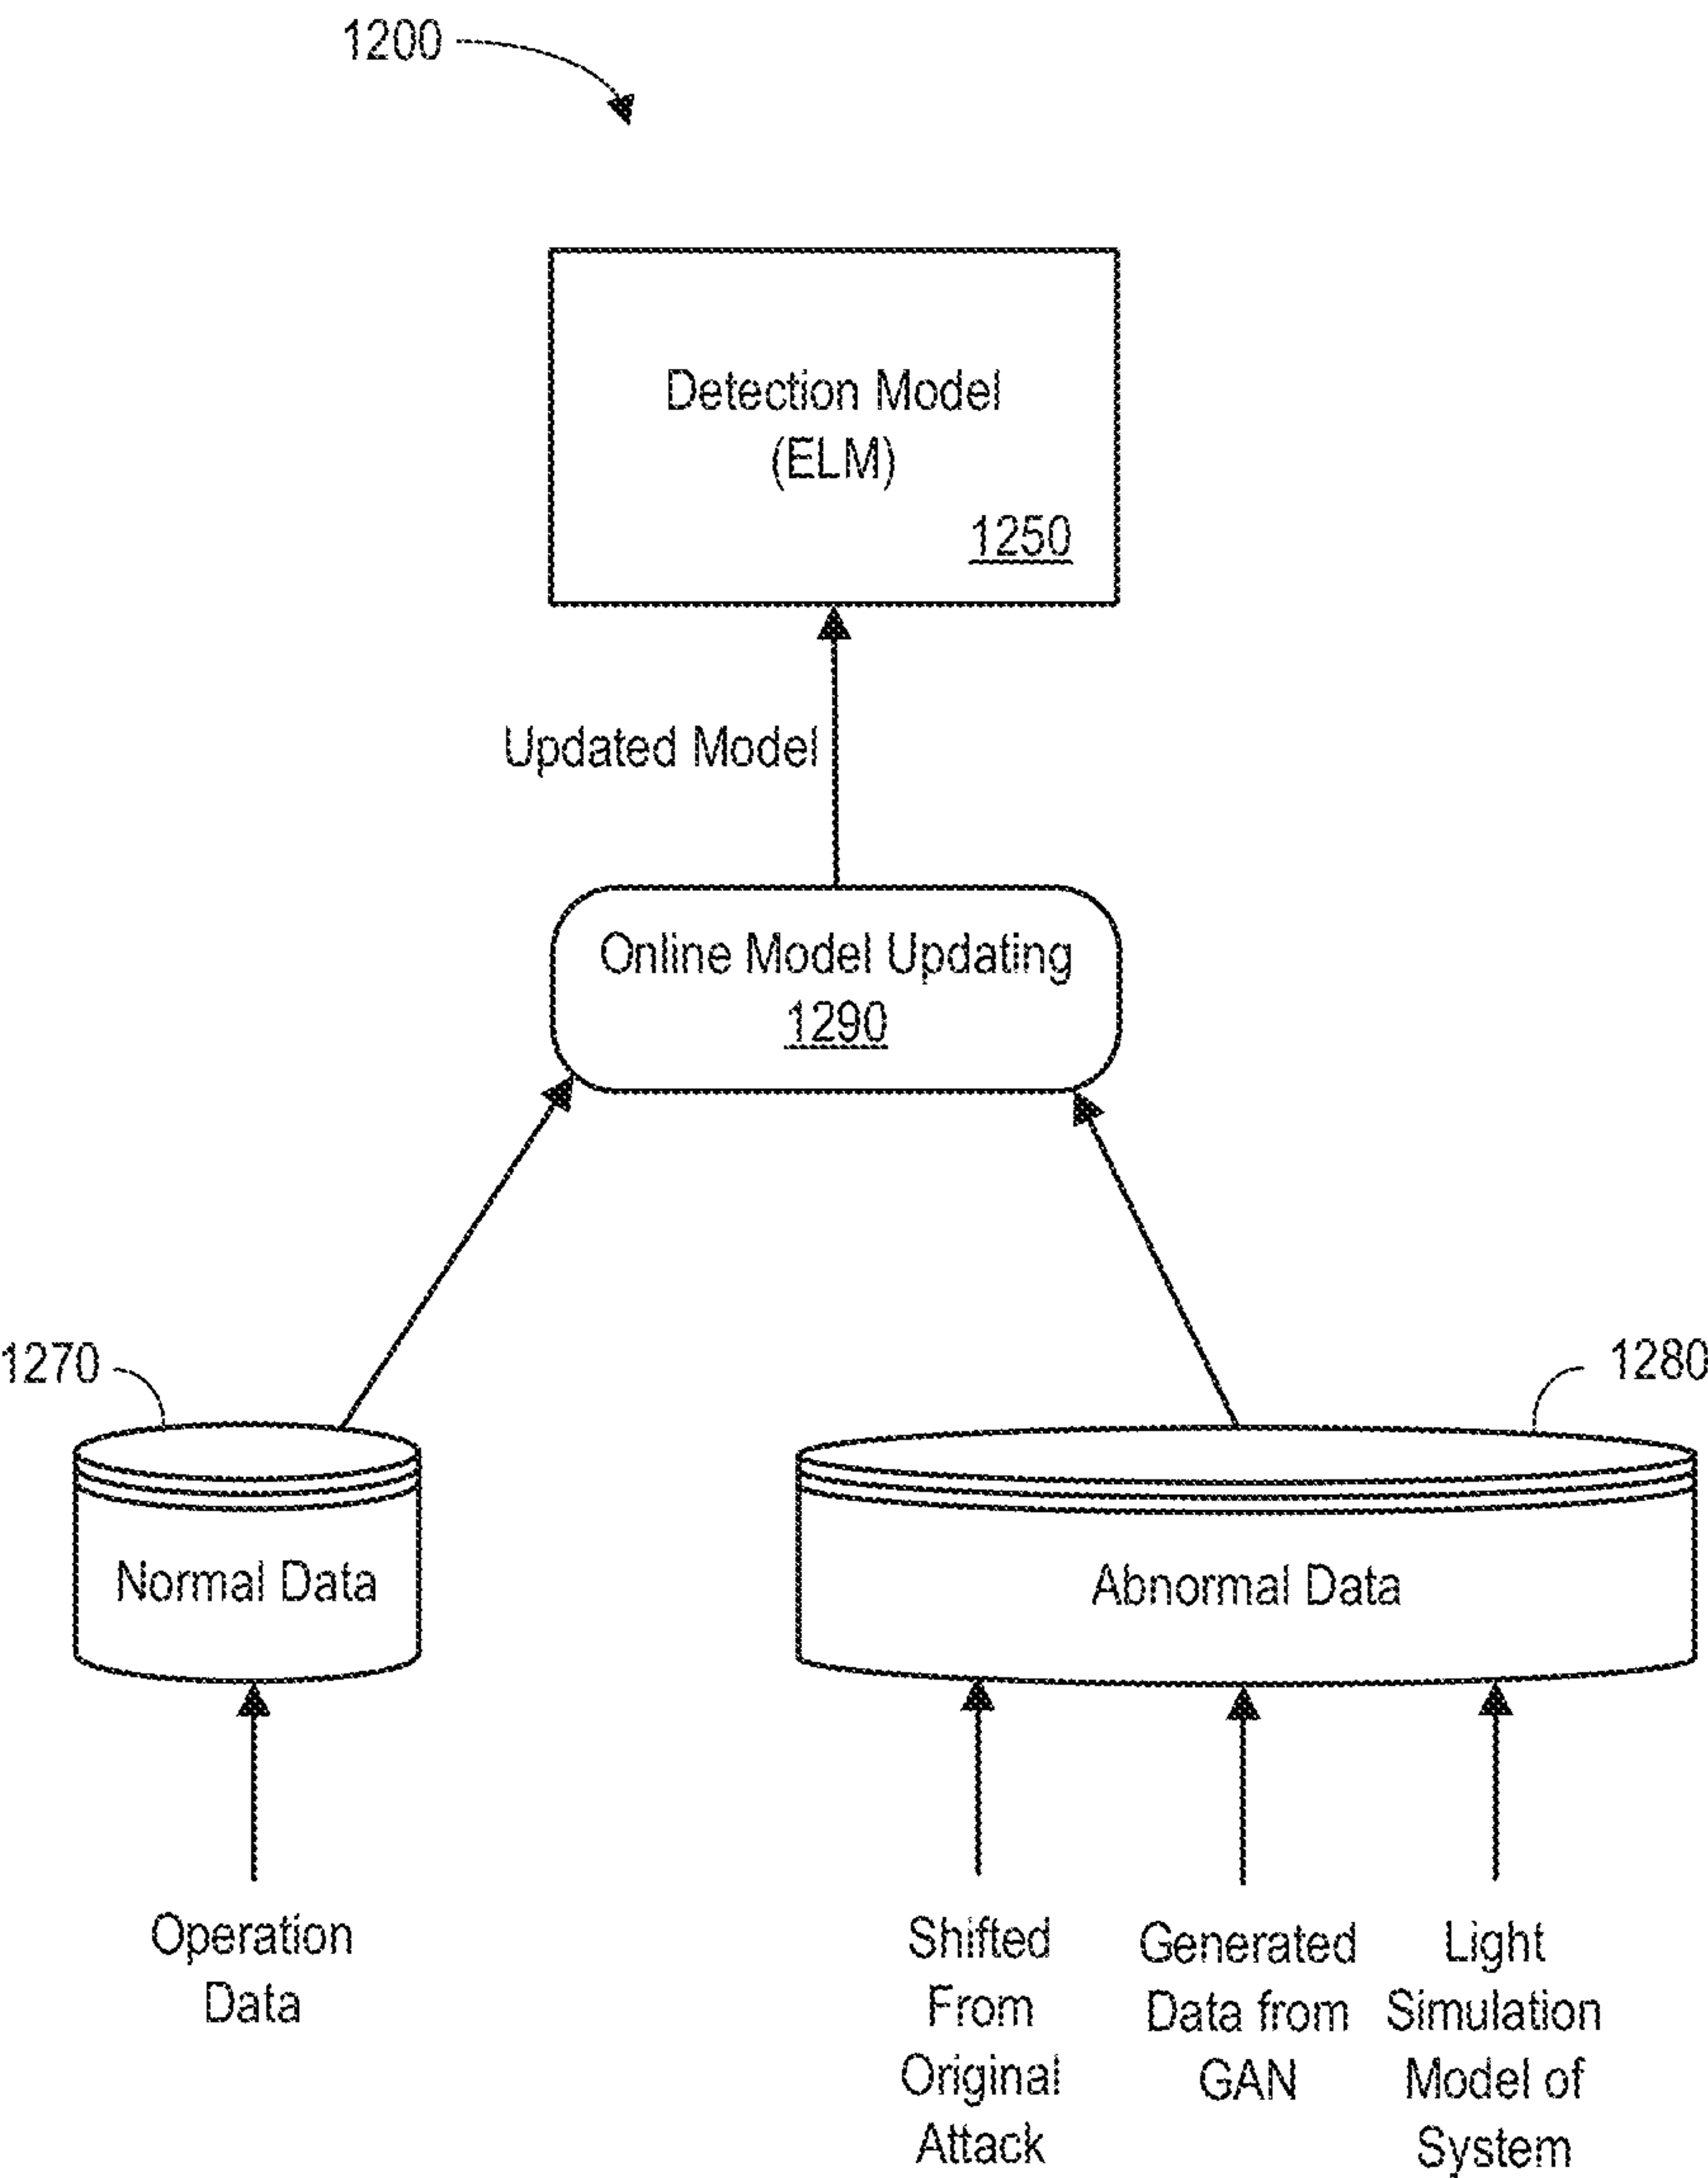 1200
Detection Model
(ELM)
1250
Updated Model
Online Model Updating
1290
1270
1280
Normal Data
Abnormal Data
Operation
Data
Shifted
From
Original
Attack
Generated
Data from
GAN
Light
Simulation
Model of
System